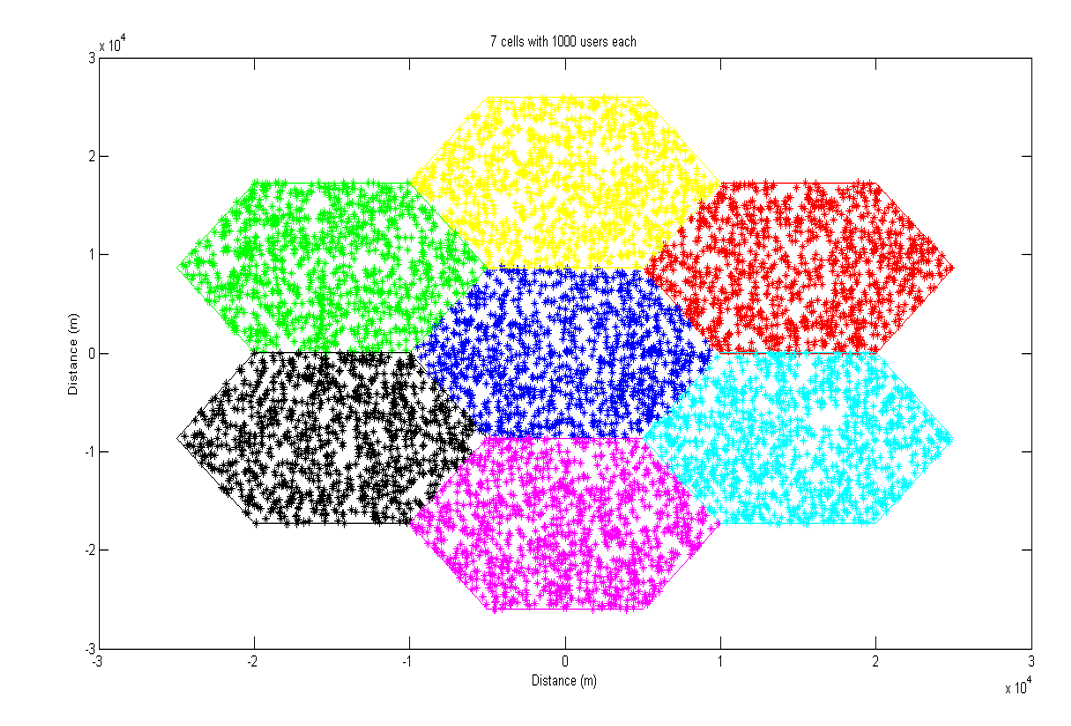 7 cells with 1000 users each
x 10^4
3
2
1
0
-1
-2
-3
Distance (m)
-3 -2 -1 0 1 2 3
Distance (m)
x 10^4